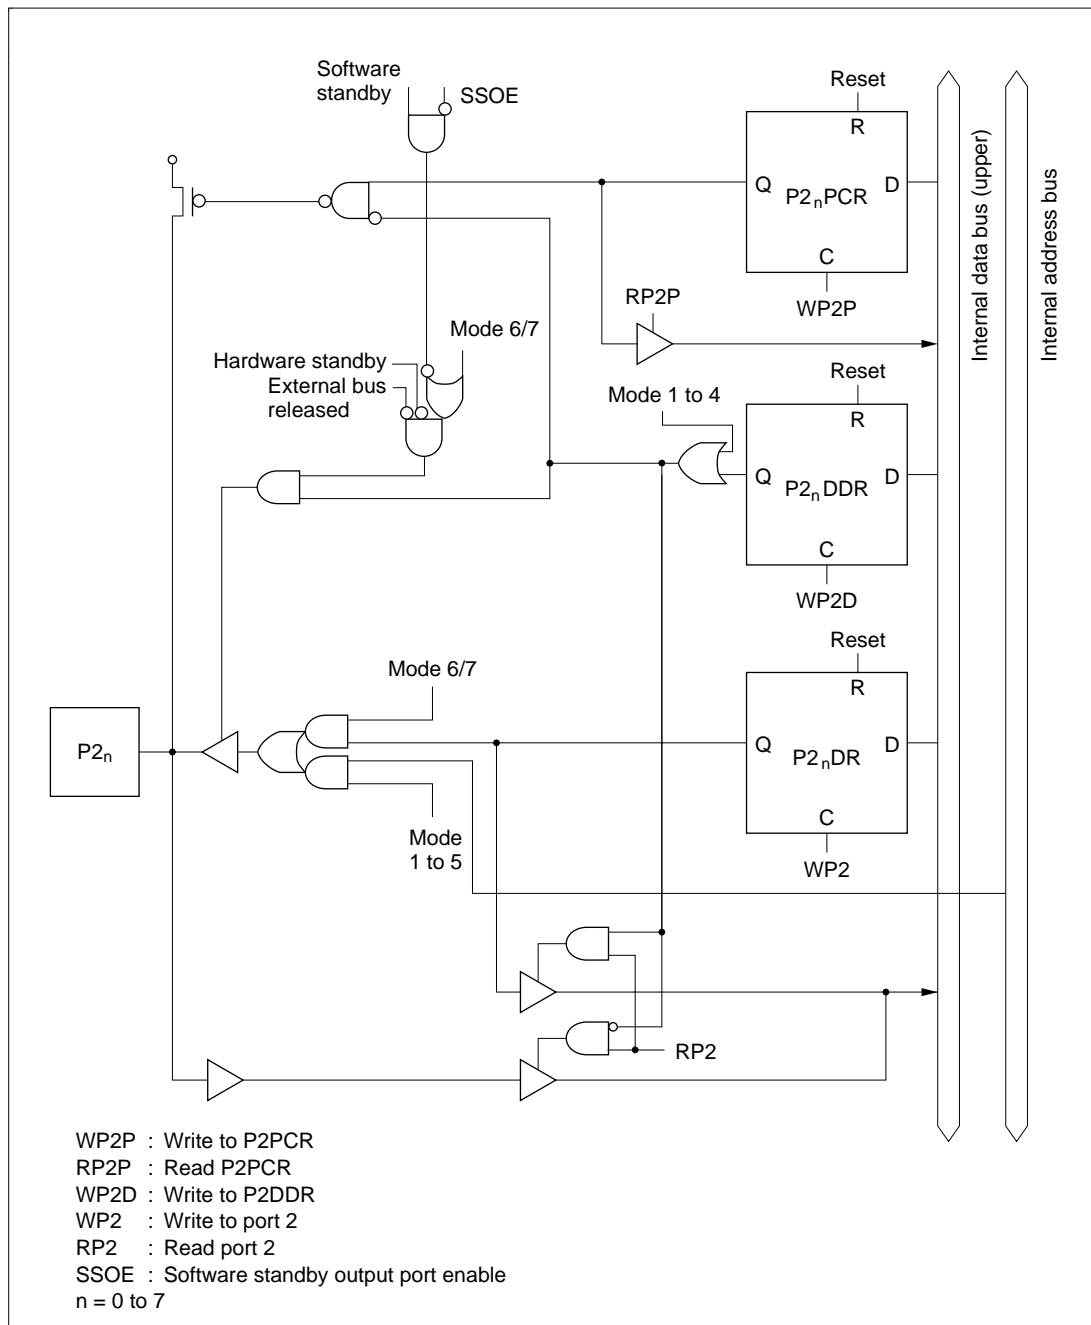 Software
standby
SSOE
Reset
R
Q
P2nPCR
D
C
WP2P
RP2P
Mode 6/7
Hardware standby
External bus
released
Mode 1 to 4
Reset
R
Q
P2nDDR
D
C
WP2D
Internal data bus (upper)
Internal address bus
Mode 6/7
Reset
R
P2n
Q
P2nDR
D
C
WP2
Mode
1 to 5
RP2
WP2P : Write to P2PCR
RP2P : Read P2PCR
WP2D : Write to P2DDR
WP2 : Write to port 2
RP2 : Read port 2
SSOE : Software standby output port enable
n = 0 to 7